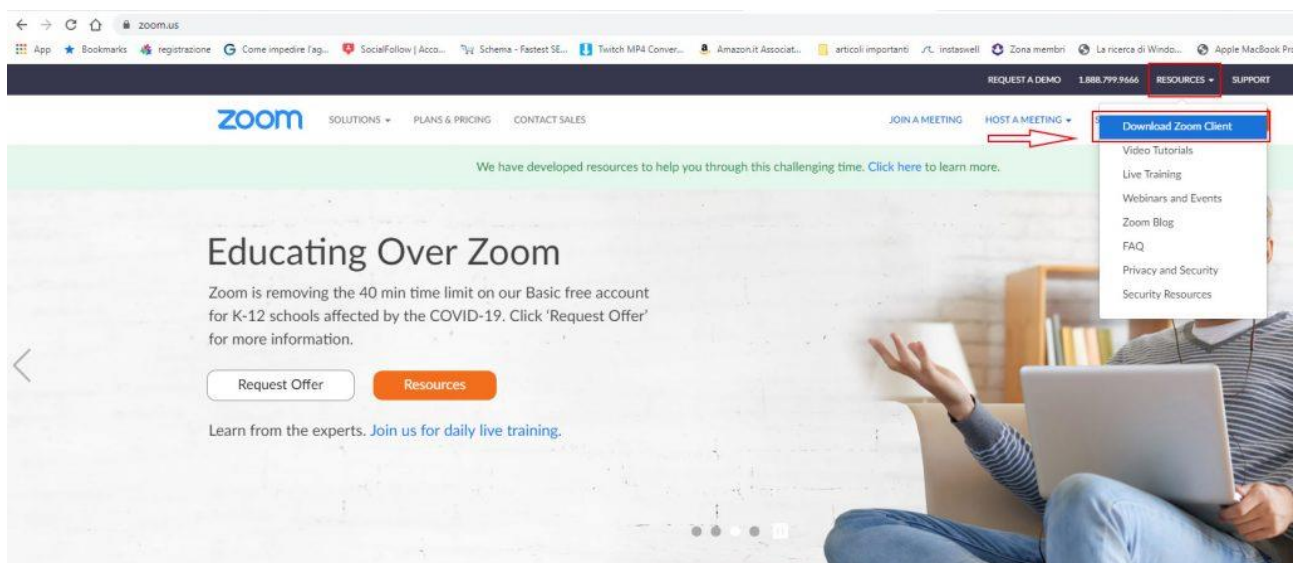 zoom.us
App Bookmarks registrazione Come impedire l'ag... SocialFollow | Acco... Schema - Fastest SE... Twitch MP4 Conver... Amazon.it Associat... articoli importanti instaswell Zona membri La ricerca di Windo... Apple MacBook Pro
REQUEST A DEMO 1.888.799.9666 RESOURCES SUPPORT
zoom SOLUTIONS PLANS & PRICING CONTACT SALES JOIN A MEETING HOST A MEETING S
Download Zoom Client
Video Tutorials
Live Training
Webinars and Events
Zoom Blog
FAQ
Privacy and Security
Security Resources
We have developed resources to help you through this challenging time. Click here to learn more.
Educating Over Zoom
Zoom is removing the 40 min time limit on our Basic free account
for K-12 schools affected by the COVID-19. Click 'Request Offer'
for more information.
Request Offer Resources
Learn from the experts. Join us for daily live training.